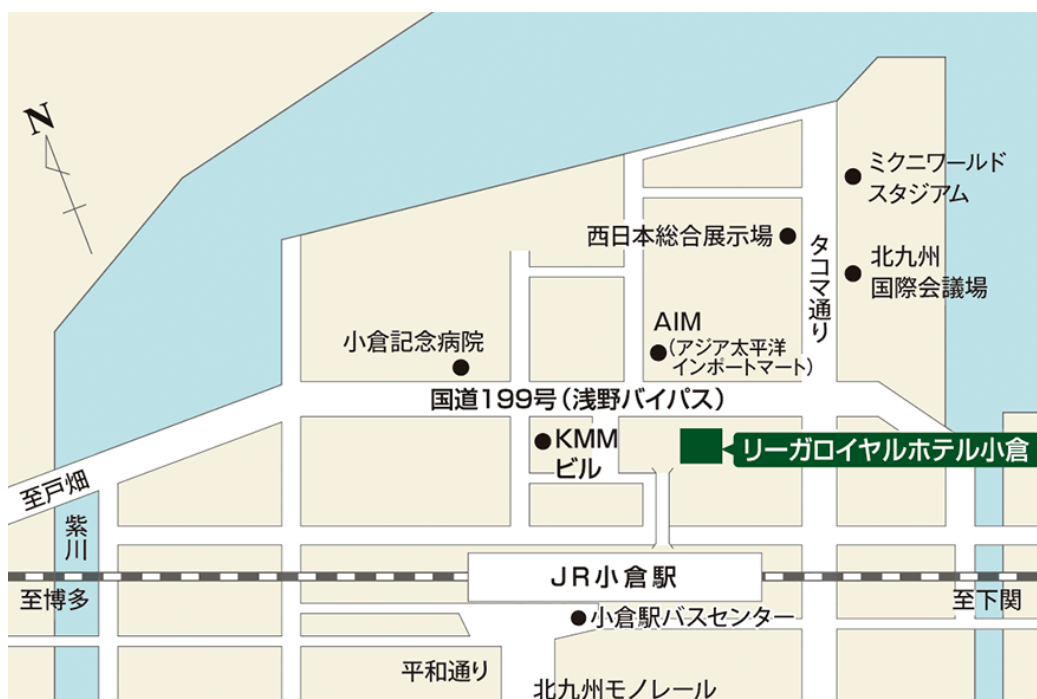 N
ミクニワールド
スタジアム
西日本総合展示場
タコマ通り
北九州
国際会議場
小倉記念病院
AIM
(アジア太平洋
インポートマート)
国道199号(浅野バイパス)
KMM
ビル
リーガロイヤルホテル小倉
至戸畑
紫川
JR小倉駅
至博多
至下関
小倉駅バスセンター
平和通り
北九州モノレール